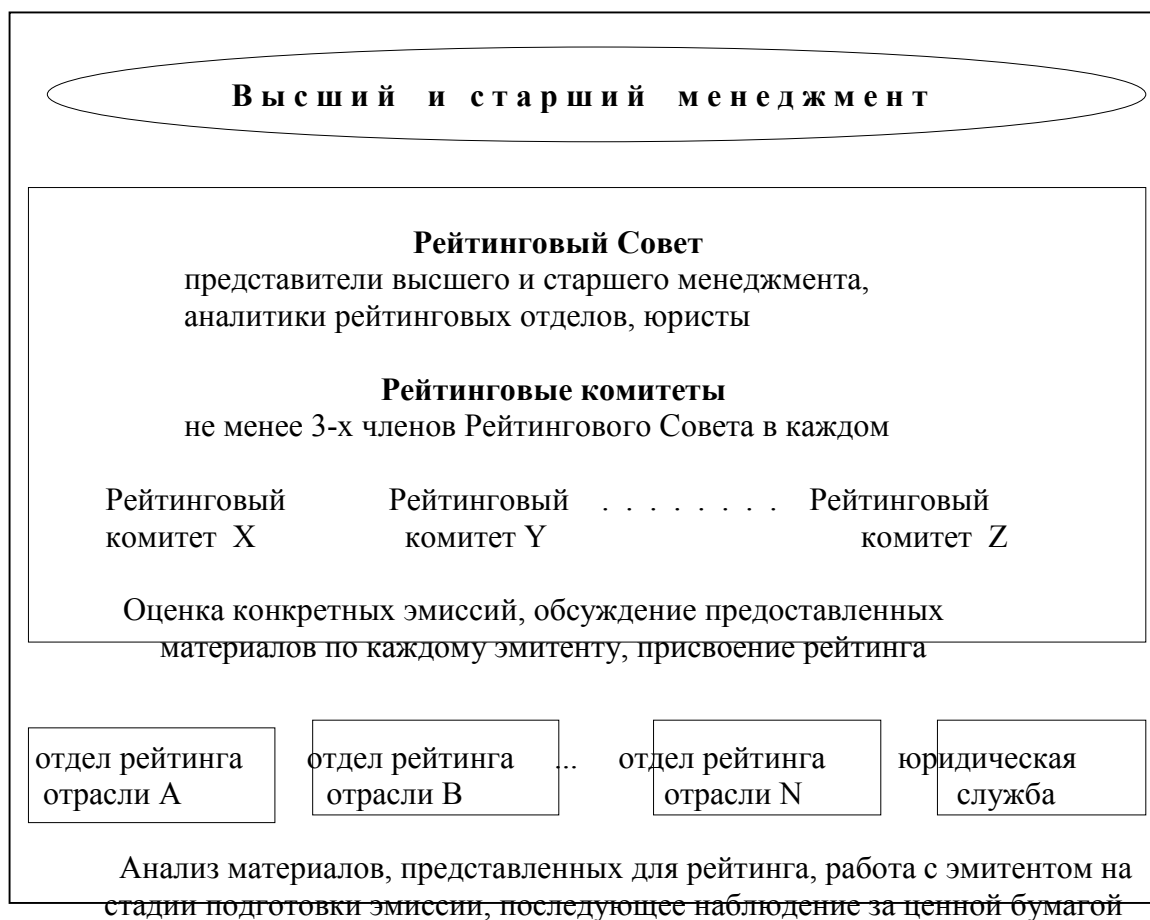 Высший и старший менеджмент
Рейтинговый Совет
представители высшего и старшего менеджмента,
аналитики рейтинговых отделов, юристы
Рейтинговые комитеты
не менее 3-х членов Рейтингового Совета в каждом
Рейтинговый Рейтинговый . . . . . . . . Рейтинговый
комитет X комитет Y комитет Z
Оценка конкретных эмиссий, обсуждение предоставленных
материалов по каждому эмитенту, присвоение рейтинга
отдел рейтинга отдел рейтинга ... отдел рейтинга юридическая
отрасли А отрасли В отрасли N служба
Анализ материалов, представленных для рейтинга, работа с эмитентом на
стадии подготовки эмиссии, последующее наблюдение за ценной бумагой